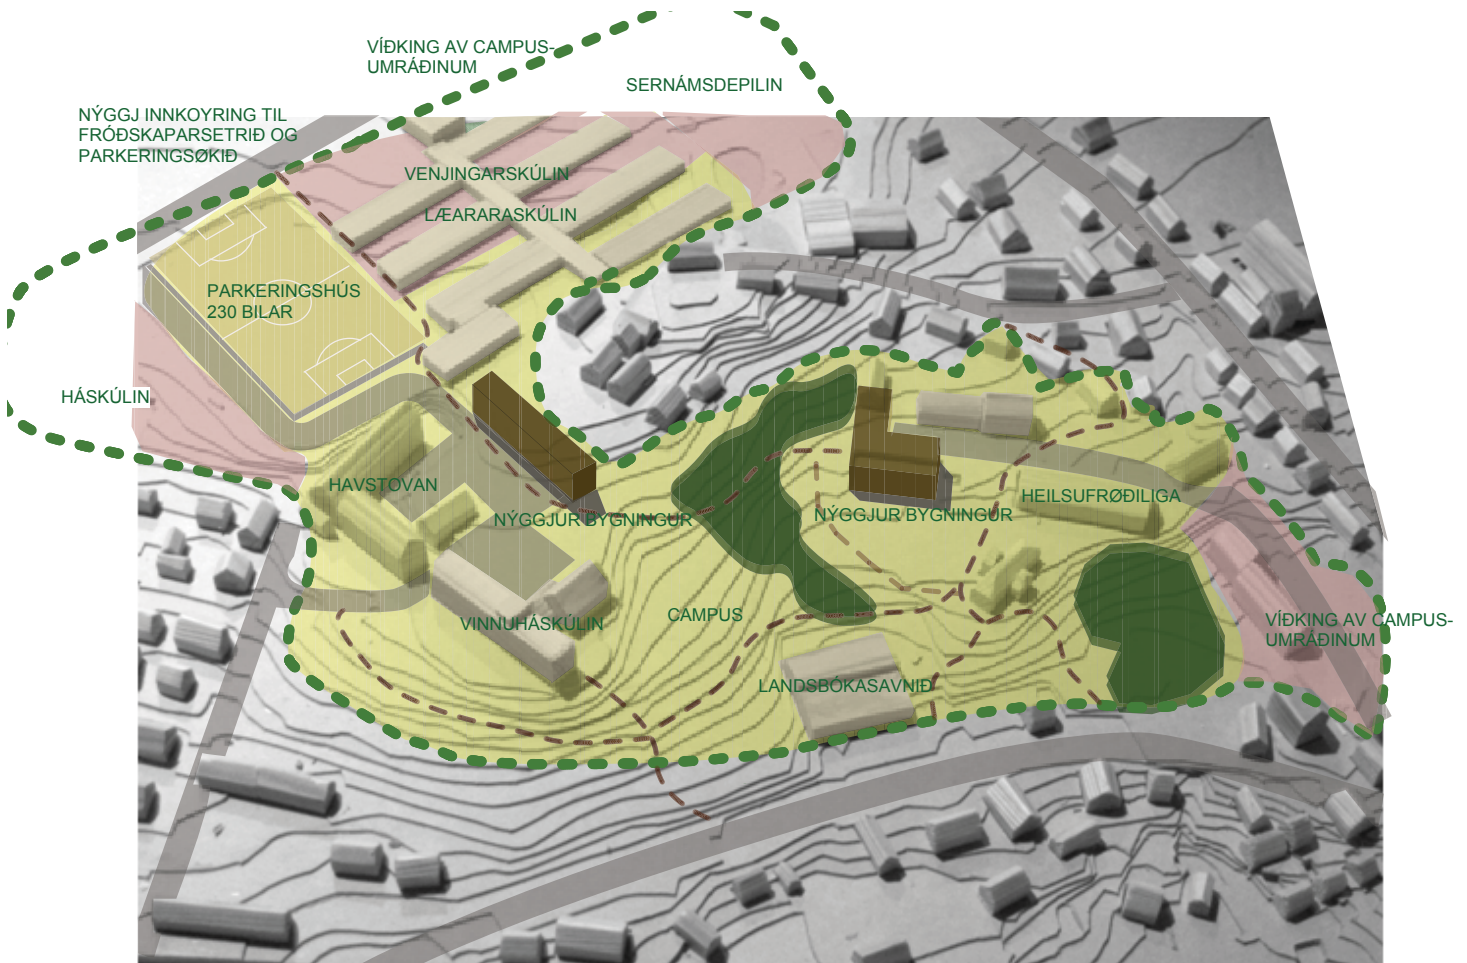 VÍÐKING AV CAMPUS-
UMRÁÐINUM
SERNÁMSDEPILIN
NÝGGJ INNKOYRING TIL
FRÓÐSKAPARSETRIÐ OG
PARKERINGSØKIÐ
VENJINGARSKÚLIN
LÆARARASKÚLIN
PARKERINGSHÚS
230 BILAR
HÁSKÚLIN
HAVSTOVAN
NÝGGJUR BYGNINGUR
NÝGGJUR BYGNINGUR
HEILSUFRØÐILIGA
VINNUHÁSKÚLIN
CAMPUS
VÍÐKING AV CAMPUS-
UMRÁÐINUM
LANDSBÓKASAVNIÐ